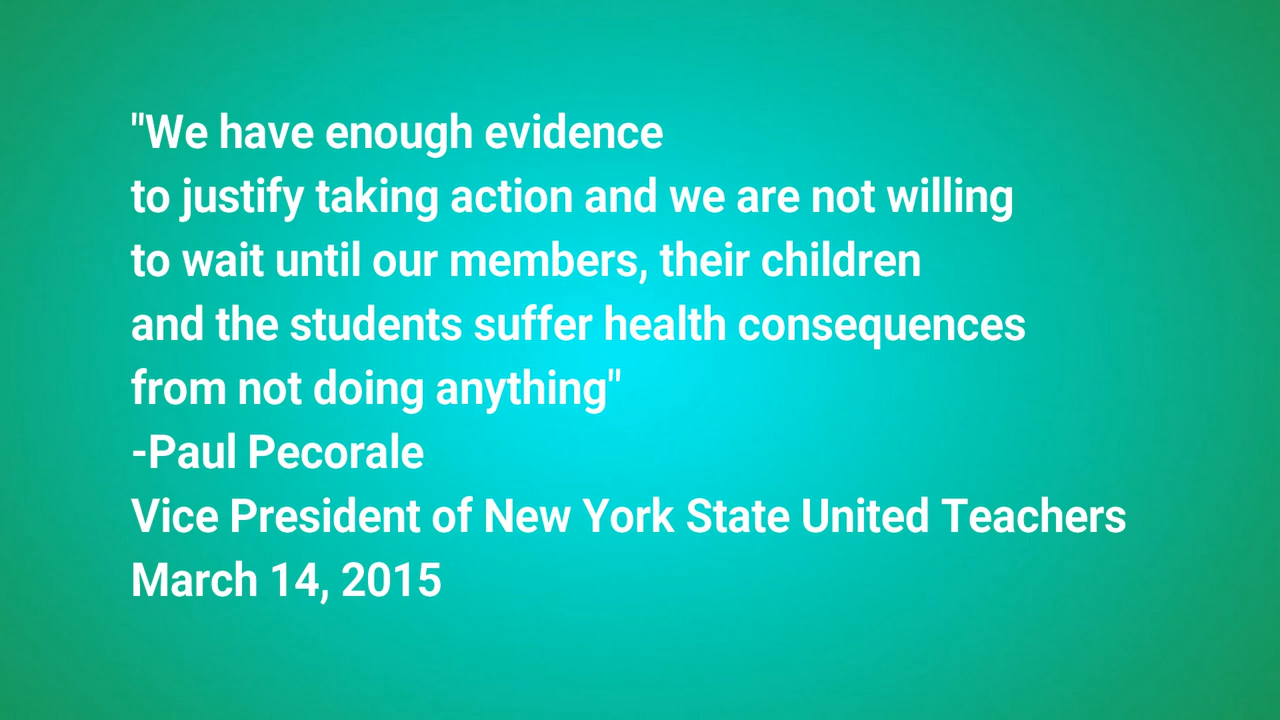 "We have enough evidence
to justify taking action and we are not willing
to wait until our members, their children
and the students suffer health consequences
from not doing anything"
-Paul Pecorale
Vice President of New York State United Teachers
March 14, 2015